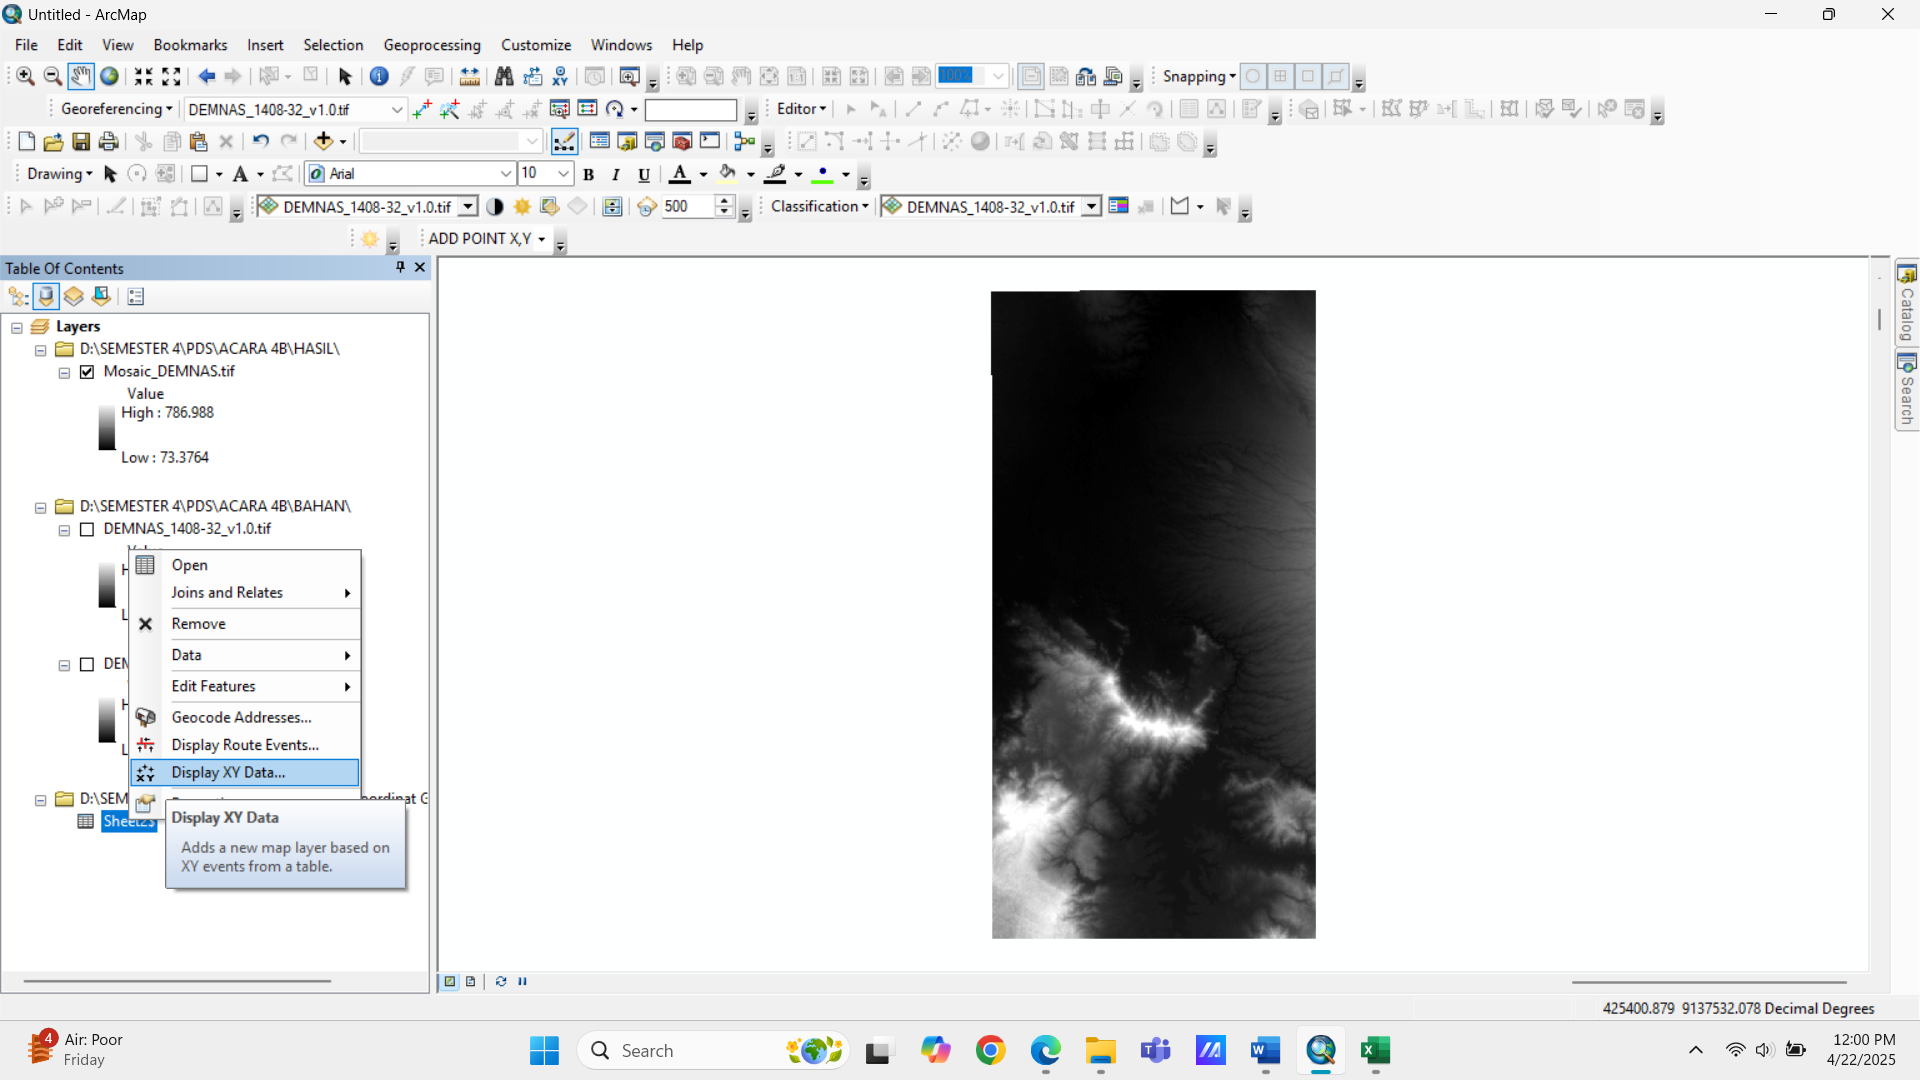 Untitled - ArcMap
File Edit View Bookmarks Insert Selection Geoprocessing Customize Windows Help
100% Snapping
Georeferencing DEMNAS_1408-32_v1.0.tif Editor
Drawing A Arial 10 B I U A
DEMNAS_1408-32_v1.0.tif 500 Classification DEMNAS_1408-32_v1.0.tif
ADD POINT X,Y
Table Of Contents
Layers
D:\SEMESTER 4\PDS\ACARA 4B\HASIL\
Mosaic_DEMNAS.tif
Value
High : 786.988
Low : 73.3764
D:\SEMESTER 4\PDS\ACARA 4B\BAHAN\
DEMNAS_1408-32_v1.0.tif
Open
Joins and Relates
Remove
Data
Edit Features
Geocode Addresses...
Display Route Events...
Display XY Data...
Sheet2$
Display XY Data
Adds a new map layer based on
XY events from a table.
Catalog
Search
425400.879 9137532.078 Decimal Degrees
4 Air: Poor
Friday
Search
12:00 PM
4/22/2025